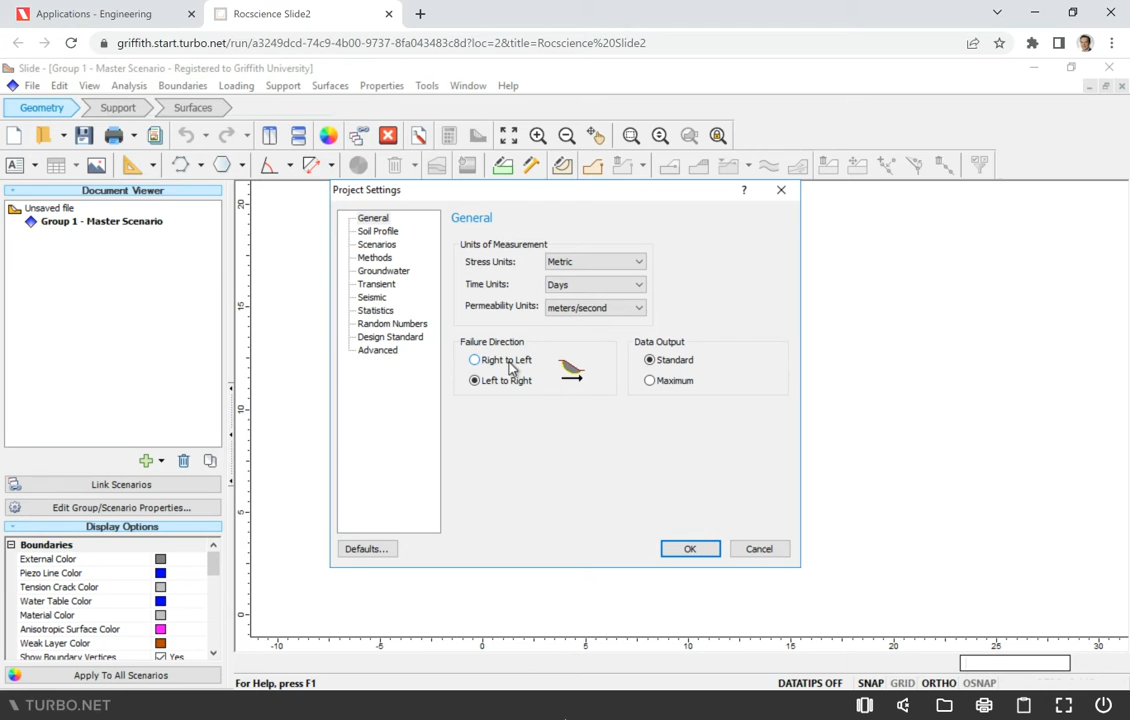 Applications - Engineering
Rocscience Slide2
griffith.start.turbo.net/run/a3249dcd-74c9-4b00-9737-8fa043483c8d?loc=2&title=Rocscience%20Slide2
Slide - [Group 1 - Master Scenario - Registered to Griffith University]
File Edit View Analysis Boundaries Loading Support Surfaces Properties Tools Window Help
Geometry Support Surfaces
Document Viewer
Unsaved file
Group 1 - Master Scenario
Link Scenarios
Edit Group/Scenario Properties...
Display Options
Boundaries
External Color
Piezo Line Color
Tension Crack Color
Water Table Color
Material Color
Anisotropic Surface Color
Weak Layer Color
Show Boundary Vertices Yes
Apply To All Scenarios
Project Settings
General
Soil Profile
Scenarios
Methods
Groundwater
Transient
Seismic
Statistics
Random Numbers
Design Standard
Advanced
General
Units of Measurement
Stress Units: Metric
Time Units: Days
Permeability Units: meters/second
Failure Direction
Right to Left
Left to Right
Data Output
Standard
Maximum
Defaults... OK Cancel
20
15
10
5
0
-10 -5 0 5 10 15 20 25 30
For Help, press F1
DATATIPS OFF SNAP GRID ORTHO OSNAP
TURBO.NET